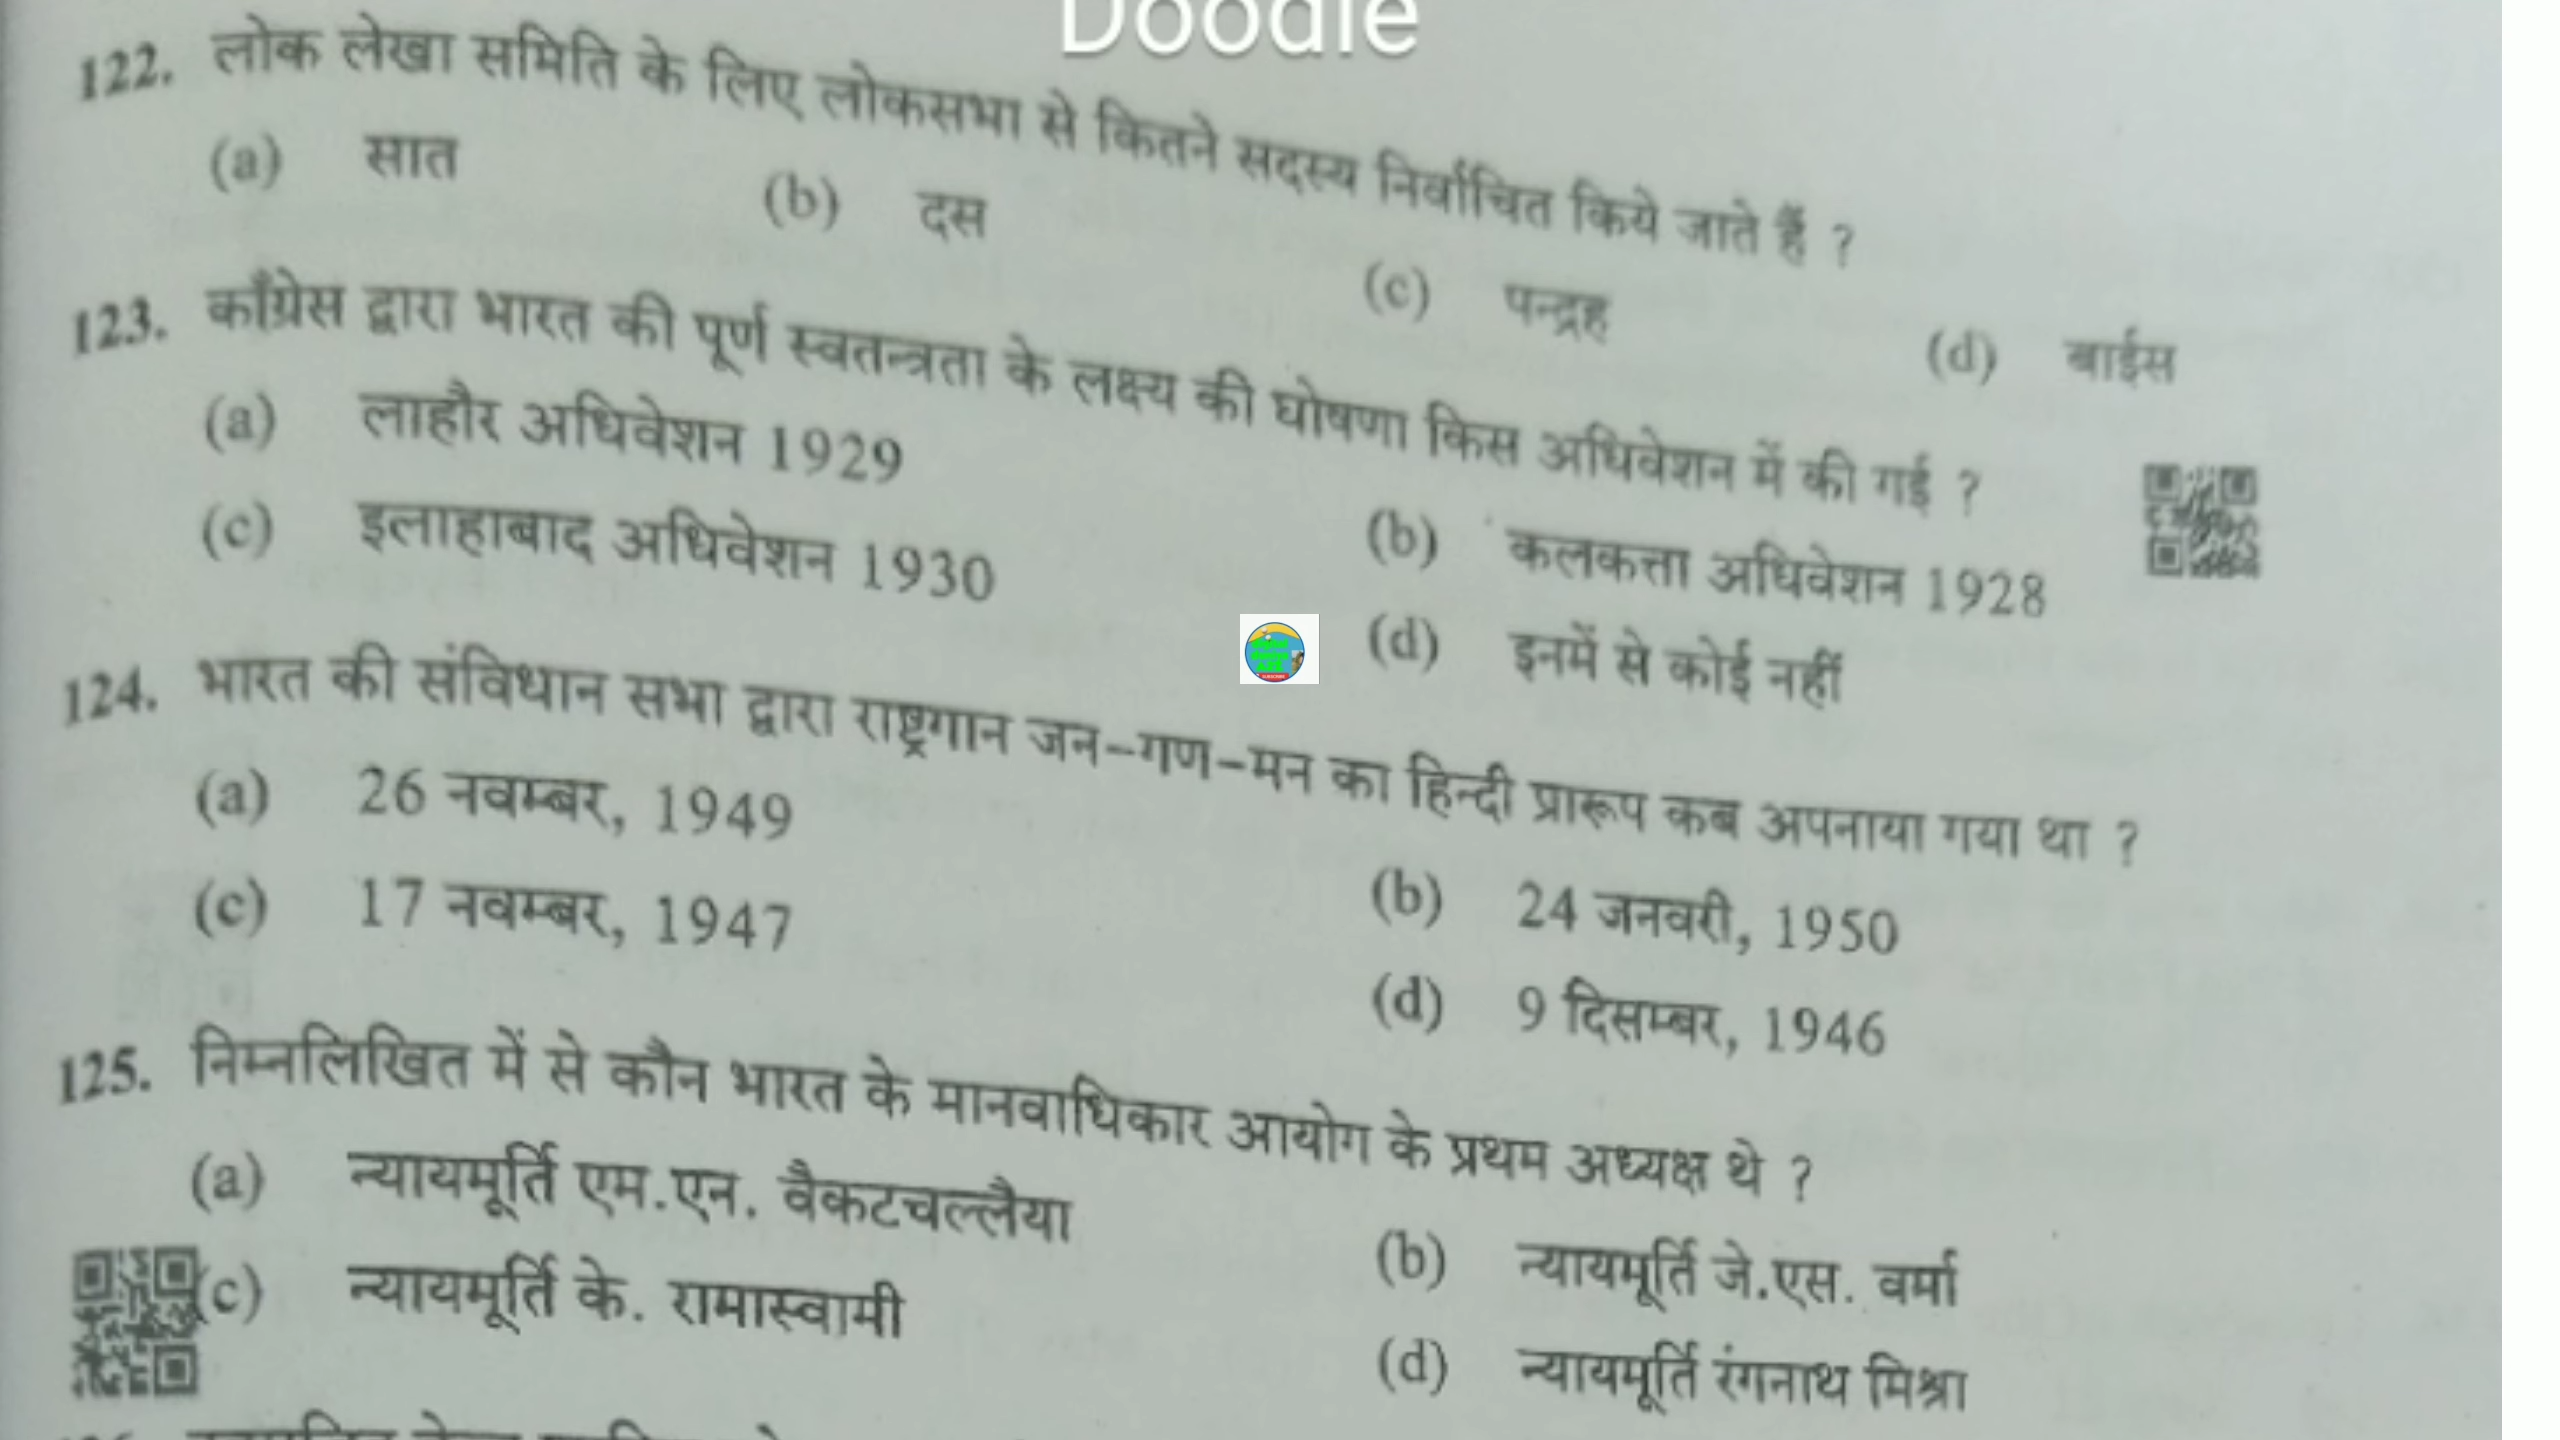 Doodle
122. लोक लेखा समिति के लिए लोकसभा से कितने सदस्य निर्वाचित किये जाते हैं ?
(a) सात (b) दस (c) पन्द्रह (d) बाईस
123. काँग्रेस द्वारा भारत की पूर्ण स्वतन्त्रता के लक्ष्य की घोषणा किस अधिवेशन में की गई ?
(a) लाहौर अधिवेशन 1929 (b) कलकत्ता अधिवेशन 1928
(c) इलाहाबाद अधिवेशन 1930 (d) इनमें से कोई नहीं
124. भारत की संविधान सभा द्वारा राष्ट्रगान जन-गण-मन का हिन्दी प्रारूप कब अपनाया गया था ?
(a) 26 नवम्बर, 1949 (b) 24 जनवरी, 1950
(c) 17 नवम्बर, 1947 (d) 9 दिसम्बर, 1946
125. निम्नलिखित में से कौन भारत के मानवाधिकार आयोग के प्रथम अध्यक्ष थे ?
(a) न्यायमूर्ति एम.एन. वैकटचल्लैया (b) न्यायमूर्ति जे.एस. वर्मा
(c) न्यायमूर्ति के. रामास्वामी (d) न्यायमूर्ति रंगनाथ मिश्रा